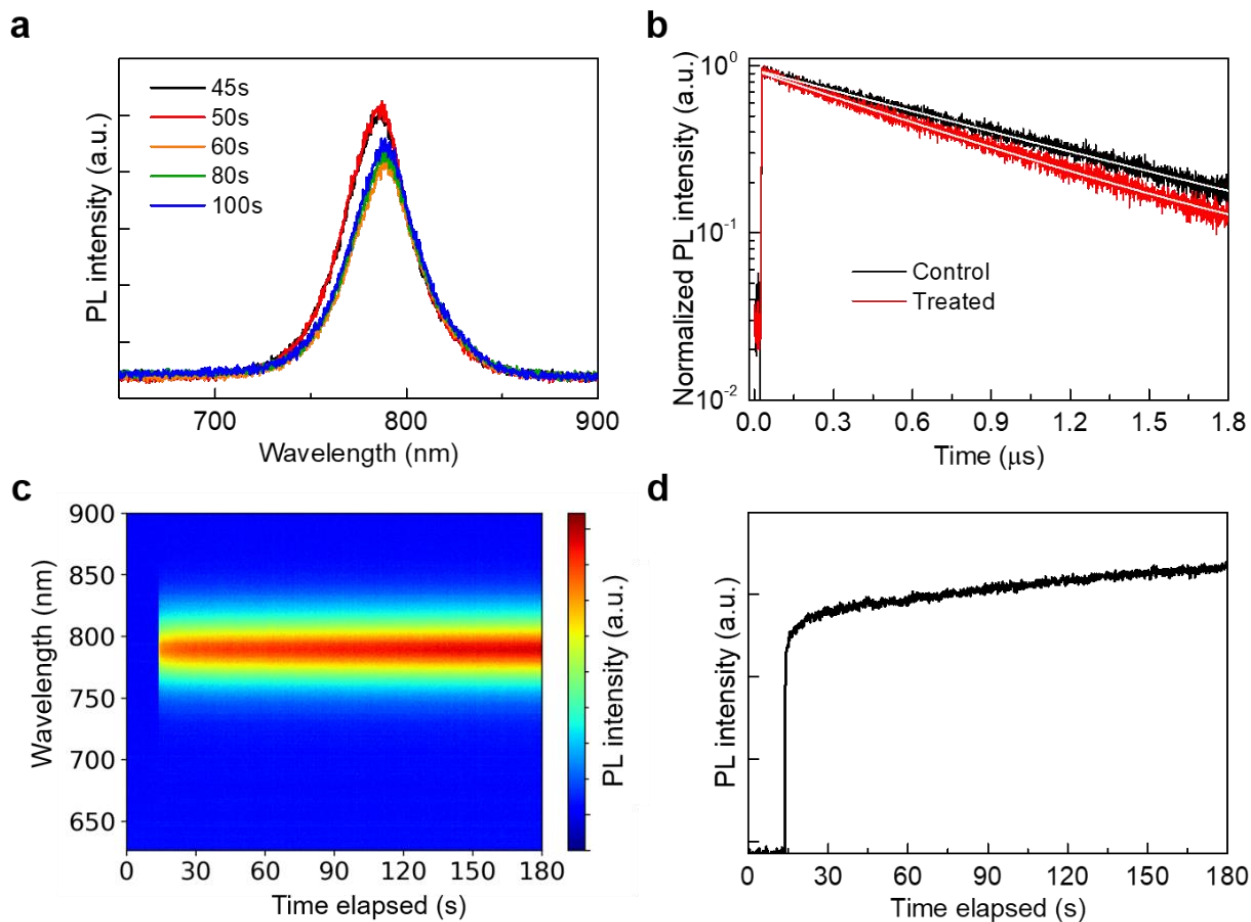 a
PL intensity (a.u.)
45s
50s
60s
80s
100s
700
800
900
Wavelength (nm)
b
Normalized PL intensity (a.u.)
10⁰
10⁻¹
10⁻²
Control
Treated
0.0
0.3
0.6
0.9
1.2
1.5
1.8
Time (μs)
c
Wavelength (nm)
900
850
800
750
700
650
0
30
60
90
120
150
180
Time elapsed (s)
PL intensity (a.u.)
d
PL intensity (a.u.)
0
30
60
90
120
150
180
Time elapsed (s)